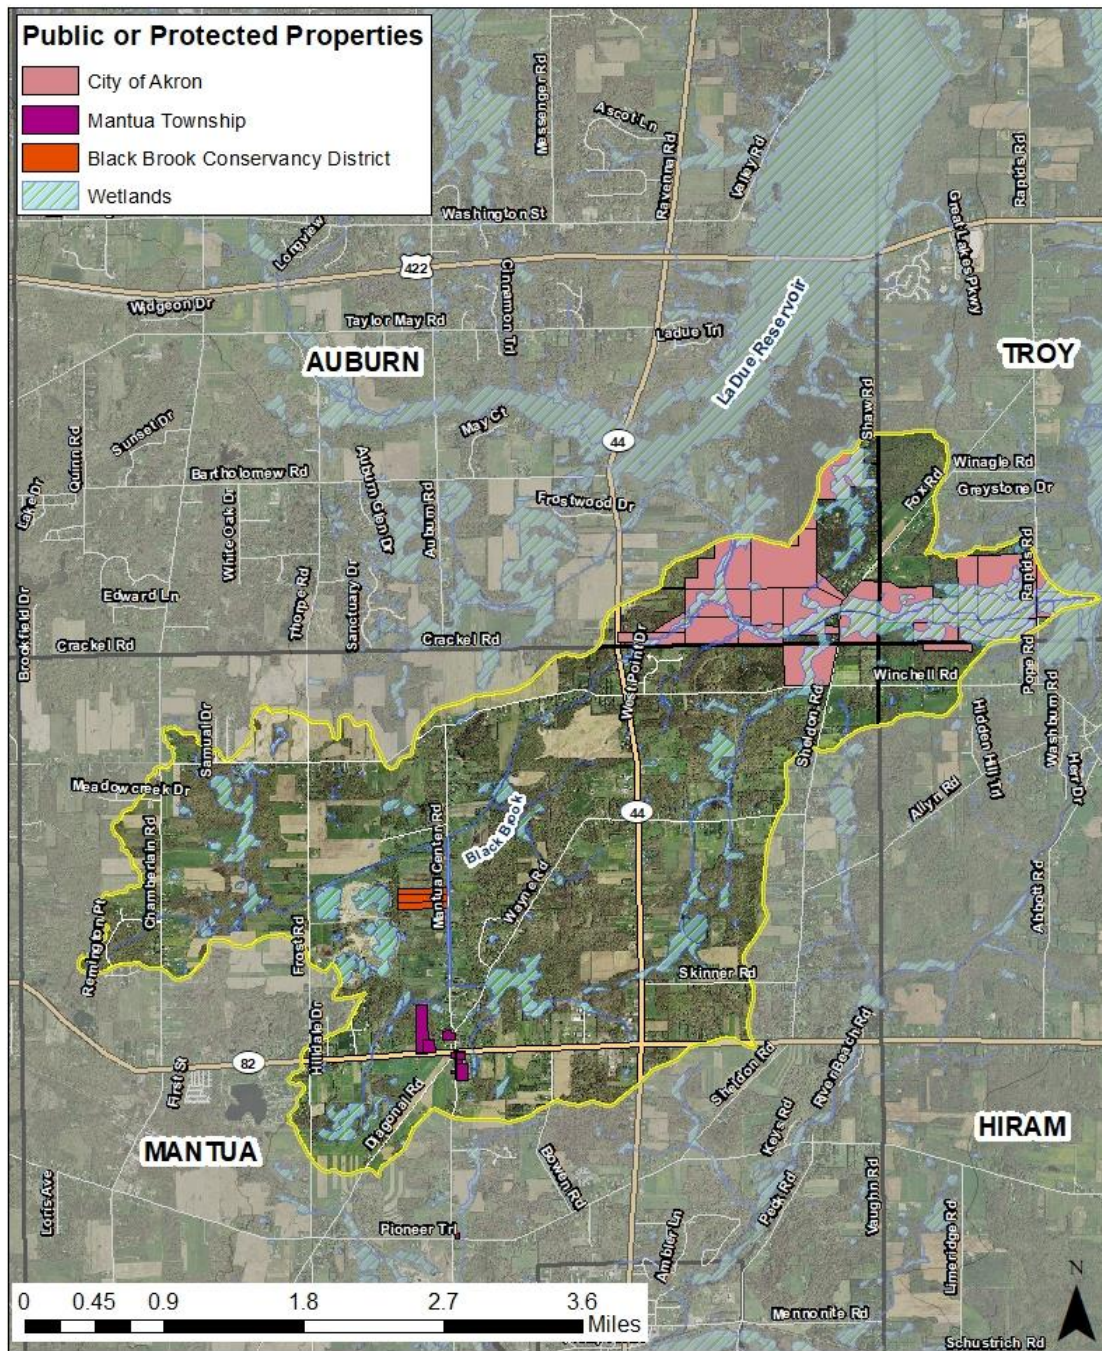 Public or Protected Properties
City of Akron
Mantua Township
Black Brook Conservancy District
Wetlands
Messenger Rd
Ascot Ln
Ravenna Rd
Valley Rd
Rapids Rd
Washington St
Longview
Great Lakes Pkwy
422
Cinnamon Trl
Widgeon Dr
Taylor May Rd
Ladue Trl
LaDue Reservoir
AUBURN
TROY
Shaw Rd
Sunset Dr
May Ct
44
Quinn Rd
Bartholomew Rd
Winagle Rd
Fox Rd
Greystone Dr
Lake Dr
White Oak Dr
Auburn Glen Dr
Auburn Rd
Frostwood Dr
Rapids Rd
Edward Ln
Thorpe Rd
Sanctuary Dr
Brookfield Dr
Crackel Rd
Crackel Rd
West Point Dr
Winchell Rd
Pope Rd
Washburn Rd
Samual Dr
Sheldon Rd
Hidden Hill Trl
Herr Dr
Meadowcreek Dr
Allyn Rd
44
Chamberlain Rd
Mantua Center Rd
Black Brook
Wayne Rd
Abbott Rd
Remington Pt
Frost Rd
Skinner Rd
Hilldale Dr
82
First St
River Beach Rd
Sheldon Rd
Diagonal Rd
Keys Rd
MANTUA
HIRAM
Bowen Rd
Loris Ave
Peck Rd
Vaughn Rd
Limeridge Rd
Pioneer Trl
Ambler Ln
N
0 0.45 0.9 1.8 2.7 3.6
Miles
Mennonite Rd
Schustrich Rd